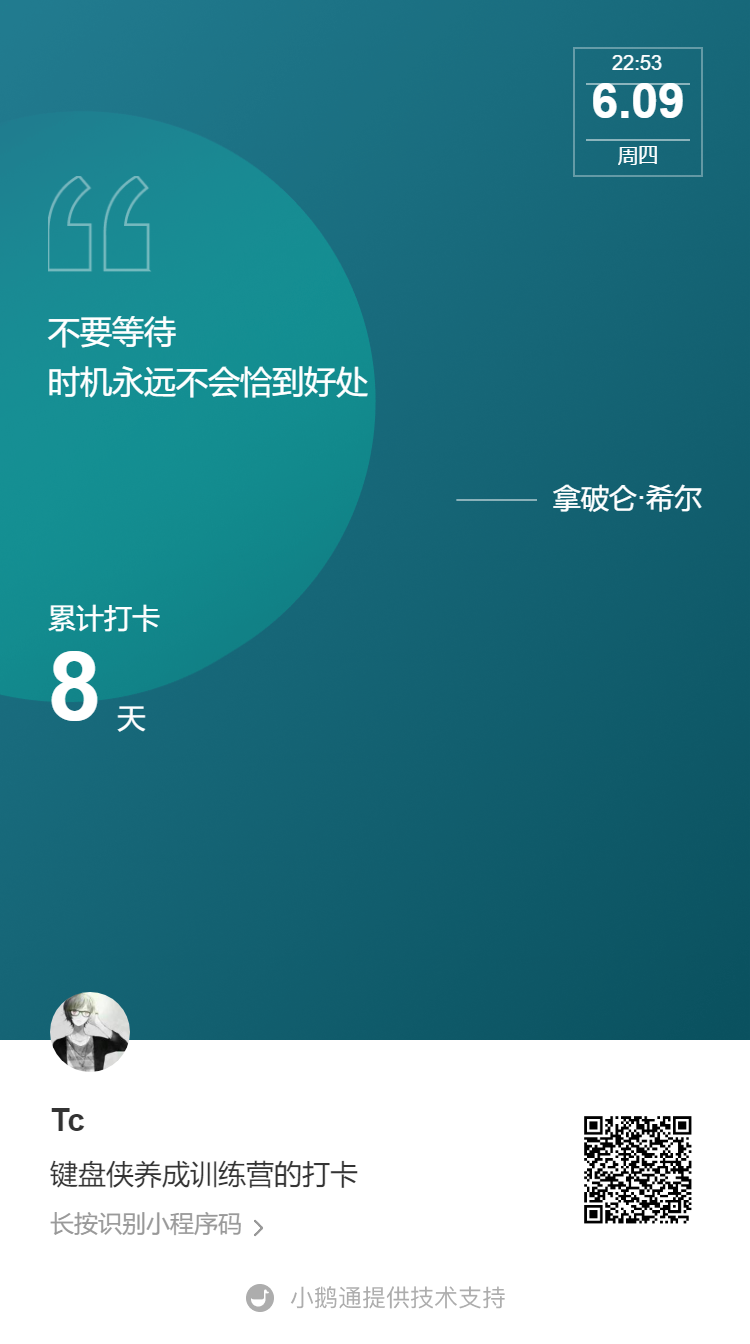 22:53
6.09
周四
不要等待
时机永远不会恰到好处
拿破仑·希尔
累计打卡
8 天
Tc
键盘侠养成训练营的打卡
长按识别小程序码
小鹅通提供技术支持